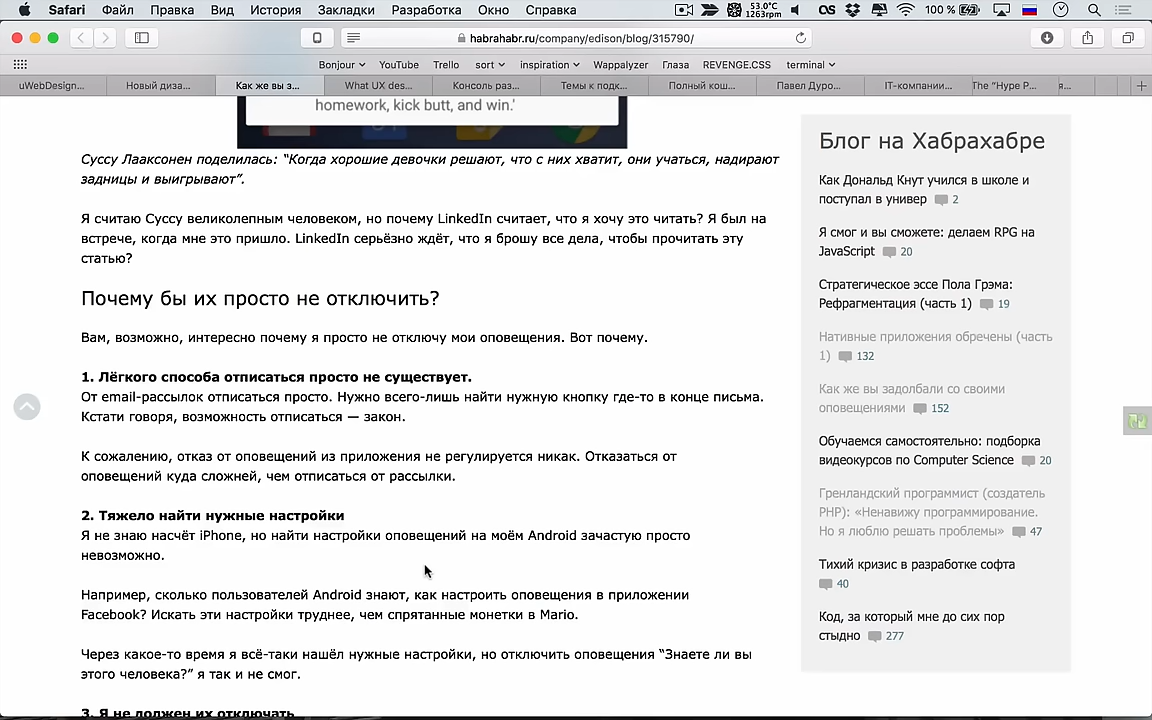 Safari Файл Правка Вид История Закладки Разработка Окно Справка 53.0°C 1263rpm 100 %
habrahabr.ru/company/edison/blog/315790/
Bonjour YouTube Trello sort inspiration Wappalyzer Глаза REVENGE.CSS terminal
uWebDesign... Новый диза... Как же вы з... What UX des... Консоль раз... Темы к подк... Полный кош... Павел Дуро... IT-компании... The "Hype P... я...
homework, kick butt, and win.'
Суссу Лааксонен поделилась: “Когда хорошие девочки решают, что с них хватит, они учаться, надирают
задницы и выигрывают”.
Я считаю Суссу великолепным человеком, но почему LinkedIn считает, что я хочу это читать? Я был на
встрече, когда мне это пришло. LinkedIn серьёзно ждёт, что я брошу все дела, чтобы прочитать эту
статью?
Почему бы их просто не отключить?
Вам, возможно, интересно почему я просто не отключу мои оповещения. Вот почему.
1. Лёгкого способа отписаться просто не существует.
От email-рассылок отписаться просто. Нужно всего-лишь найти нужную кнопку где-то в конце письма.
Кстати говоря, возможность отписаться — закон.
К сожалению, отказ от оповещений из приложения не регулируется никак. Отказаться от
оповещений куда сложней, чем отписаться от рассылки.
2. Тяжело найти нужные настройки
Я не знаю насчёт iPhone, но найти настройки оповещений на моём Android зачастую просто
невозможно.
Например, сколько пользователей Android знают, как настроить оповещения в приложении
Facebook? Искать эти настройки труднее, чем спрятанные монетки в Mario.
Через какое-то время я всё-таки нашёл нужные настройки, но отключить оповещения “Знаете ли вы
этого человека?” я так и не смог.
3. Я не должен их отключать
Блог на Хабрахабре
Как Дональд Кнут учился в школе и
поступал в универ 2
Я смог и вы сможете: делаем RPG на
JavaScript 20
Стратегическое эссе Пола Грэма:
Рефрагментация (часть 1) 19
Нативные приложения обречены (часть
1) 132
Как же вы задолбали со своими
оповещениями 152
Обучаемся самостоятельно: подборка
видеокурсов по Computer Science 20
Гренландский программист (создатель
PHP): «Ненавижу программирование.
Но я люблю решать проблемы» 47
Тихий кризис в разработке софта
40
Код, за который мне до сих пор
стыдно 277